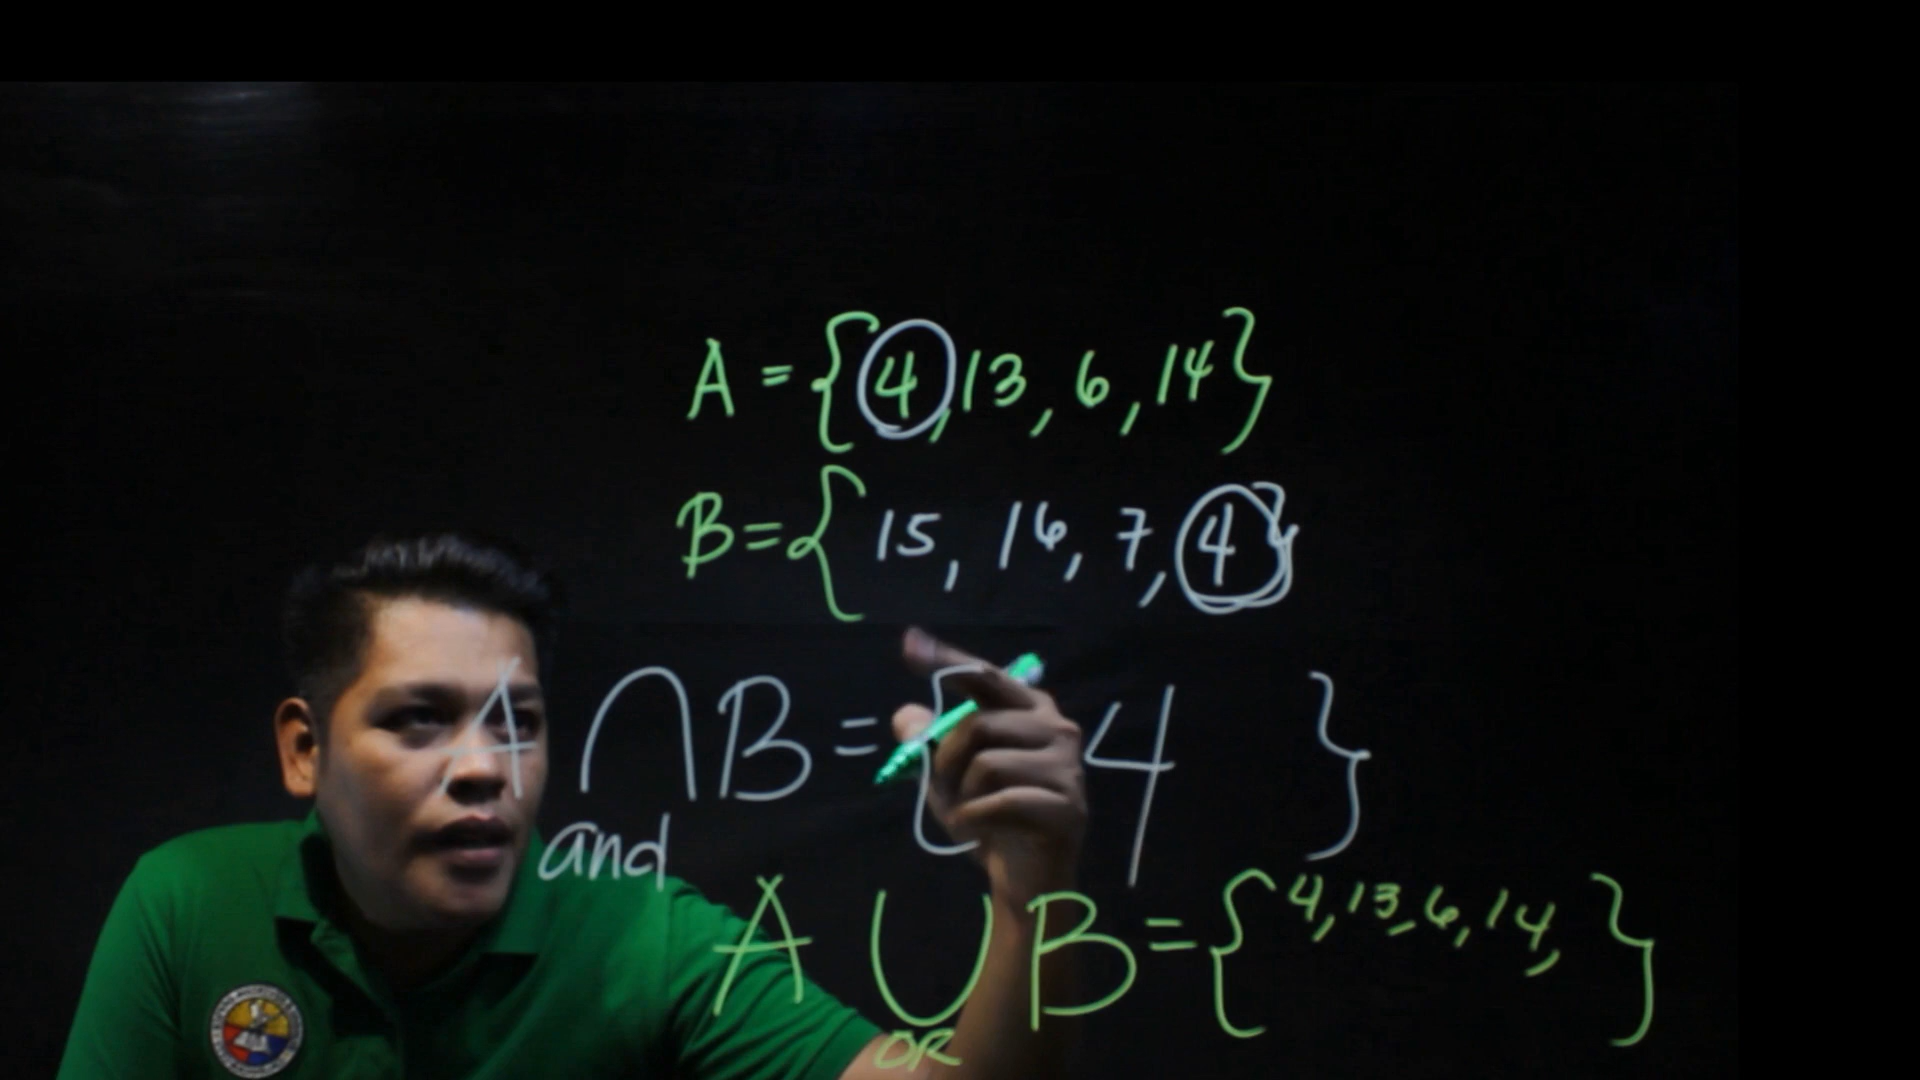 A = {4, 13, 6, 14}
B = {15, 16, 7, 4}
A ∩ B = { 4 }
and
A ∪ B = {4, 13, 6, 14, }
OR